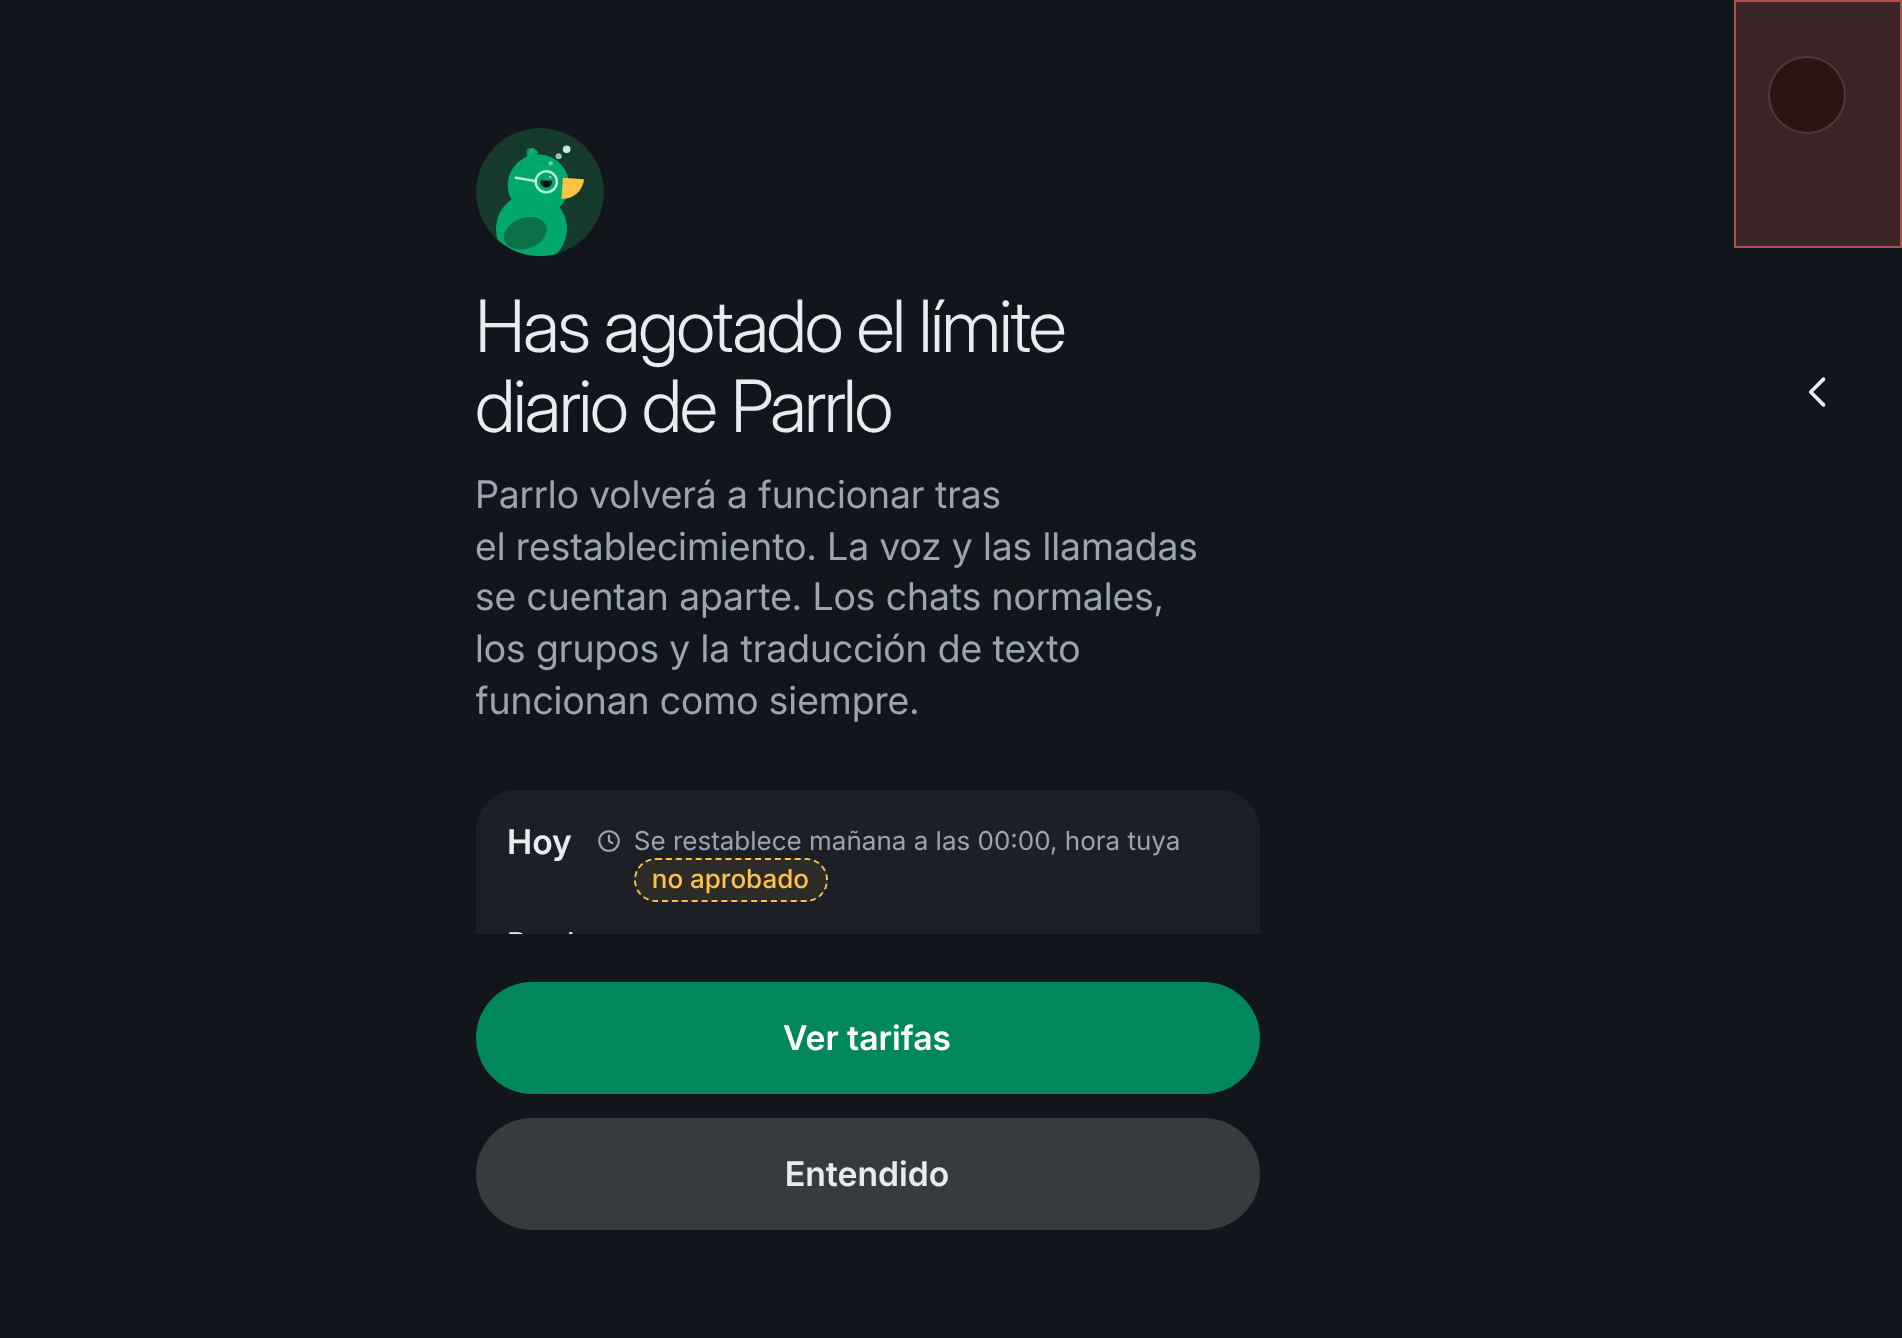 Has agotado el límite
diario de Parrlo
Parrlo volverá a funcionar tras
el restablecimiento. La voz y las llamadas
se cuentan aparte. Los chats normales,
los grupos y la traducción de texto
funcionan como siempre.
Hoy Se restablece mañana a las 00:00, hora tuya
no aprobado
Ver tarifas
Entendido